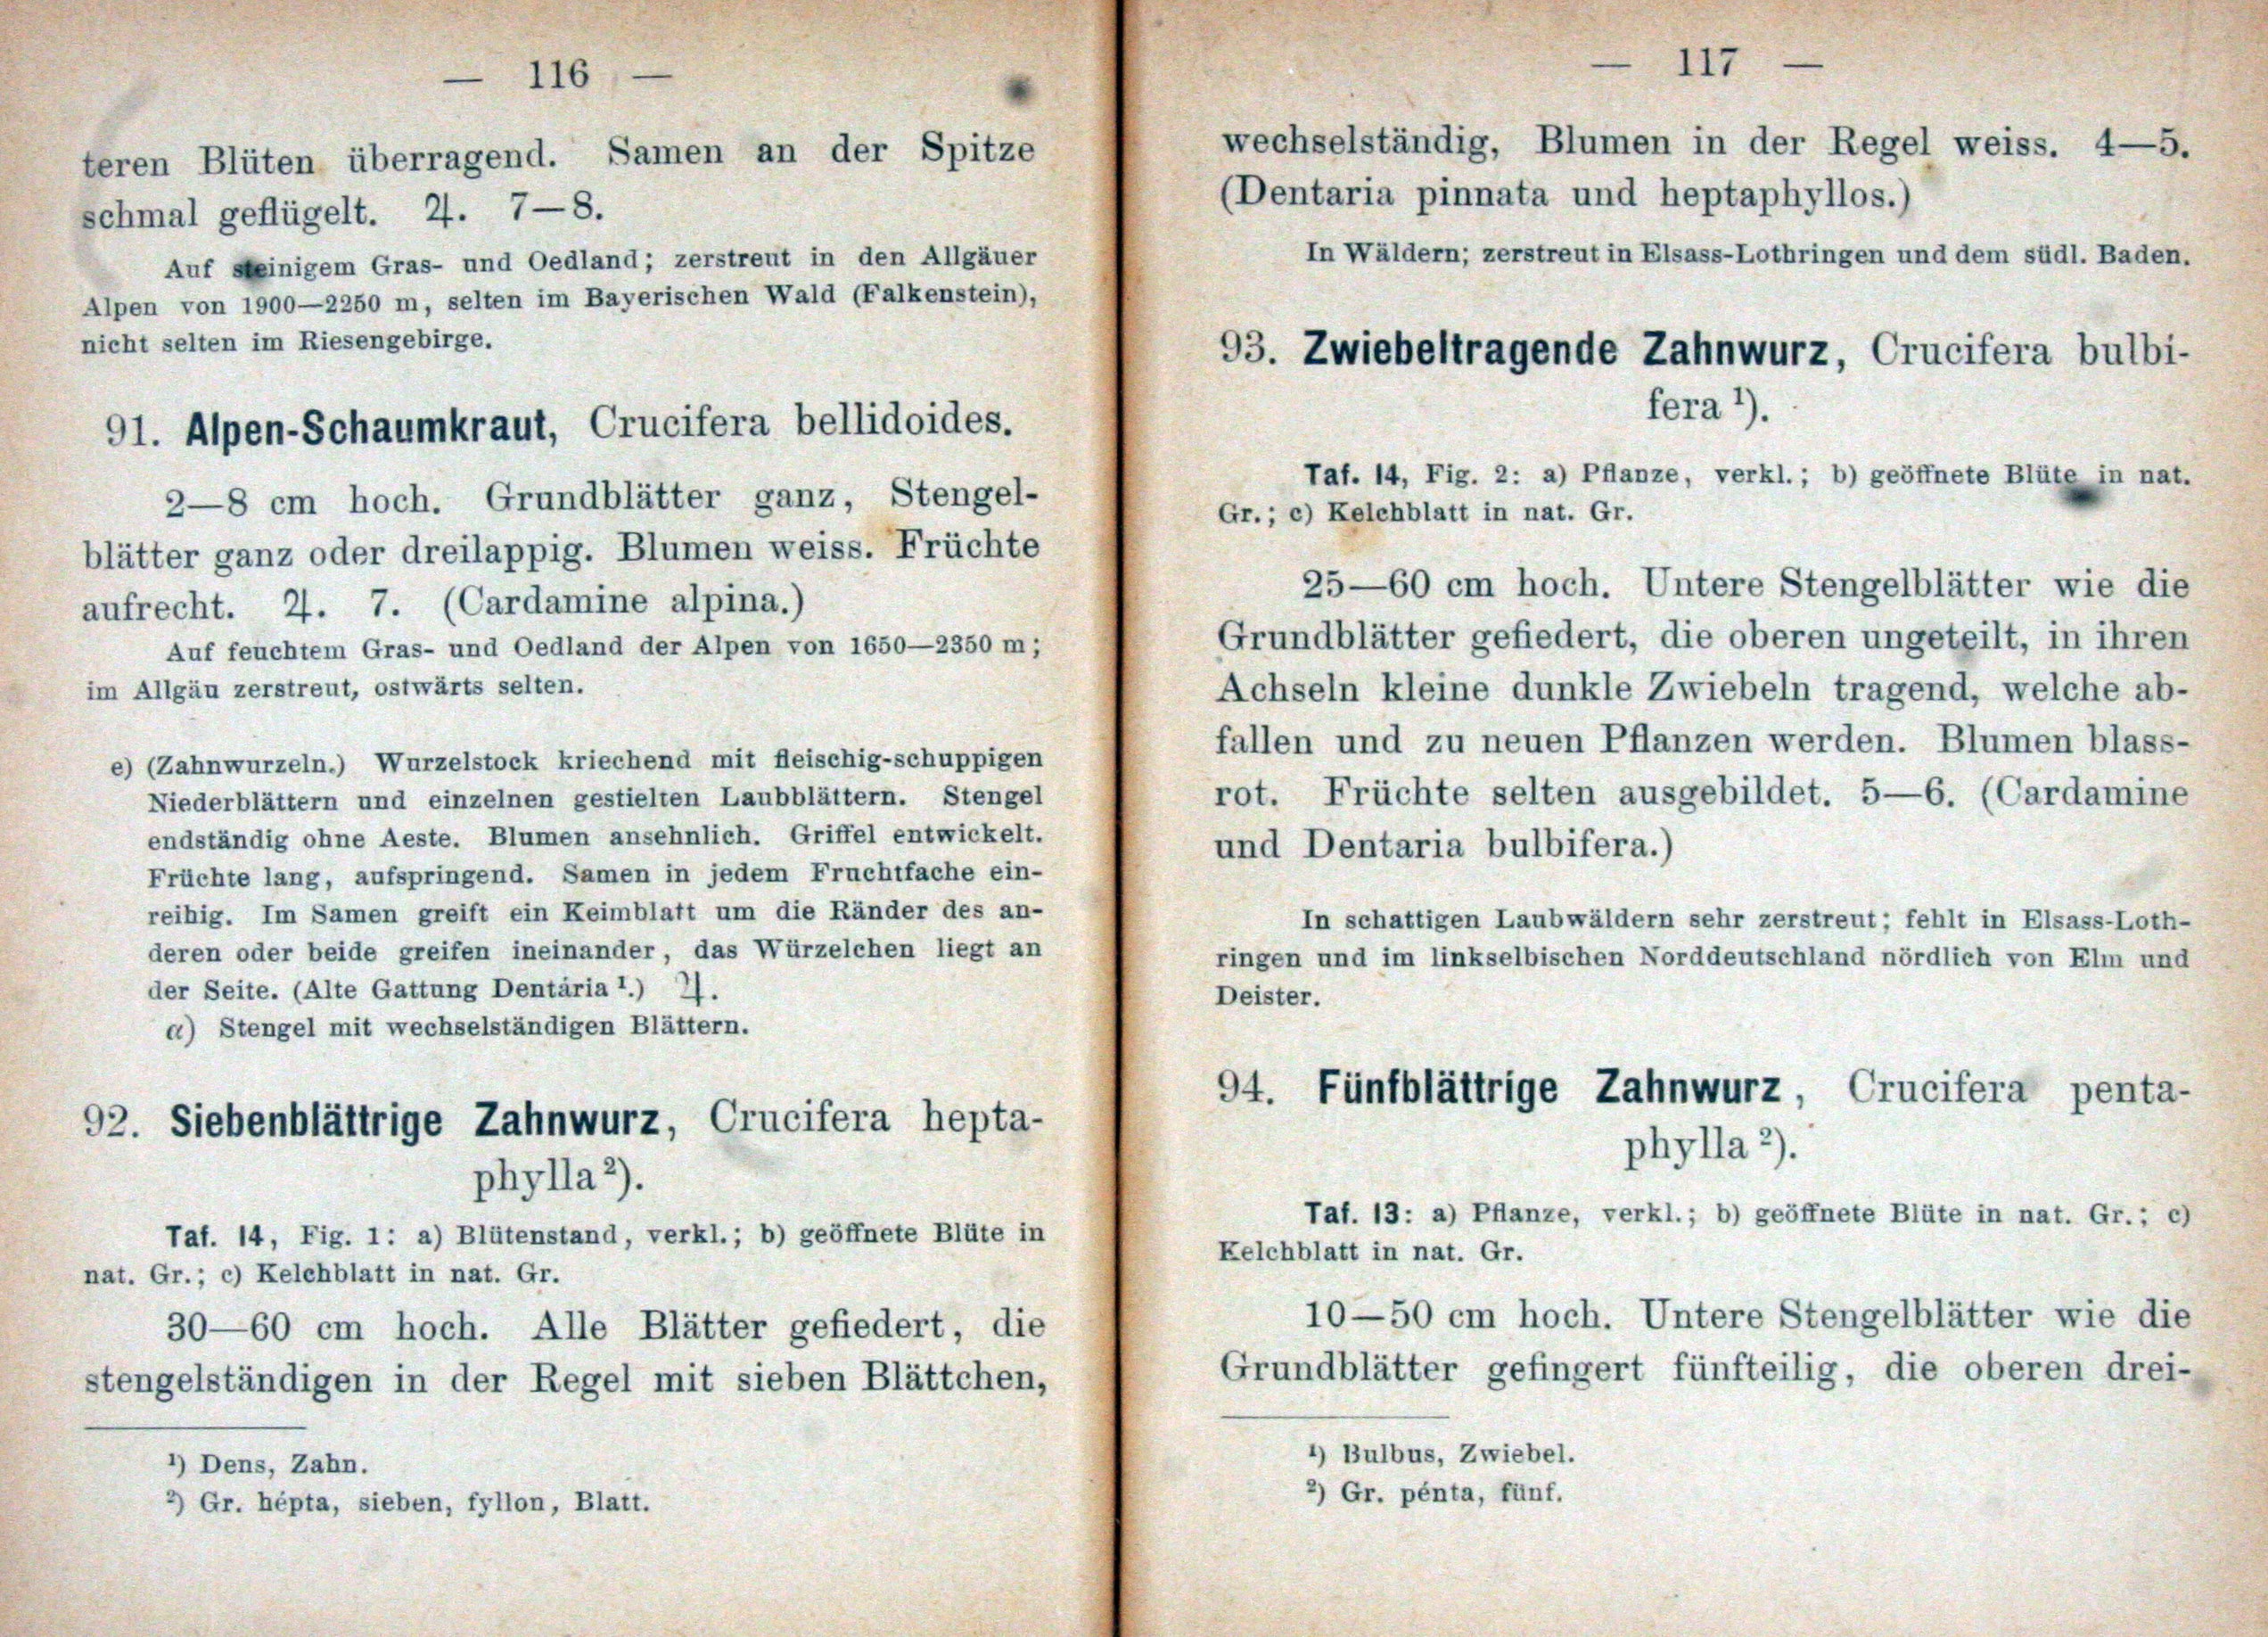 — 116 —
teren Blüten überragend. Samen an der Spitze
schmal geflügelt. ♃. 7—8.
Auf steinigem Gras- und Oedland; zerstreut in den Allgäuer
Alpen von 1900—2250 m, selten im Bayerischen Wald (Falkenstein),
nicht selten im Riesengebirge.
91. Alpen-Schaumkraut, Crucifera bellidoides.
2—8 cm hoch. Grundblätter ganz, Stengel-
blätter ganz oder dreilappig. Blumen weiss. Früchte
aufrecht. ♃. 7. (Cardamine alpina.)
Auf feuchtem Gras- und Oedland der Alpen von 1650—2350 m;
im Allgäu zerstreut, ostwärts selten.
e) (Zahnwurzeln.) Wurzelstock kriechend mit fleischig-schuppigen
Niederblättern und einzelnen gestielten Laubblättern. Stengel
endständig ohne Aeste. Blumen ansehnlich. Griffel entwickelt.
Früchte lang, aufspringend. Samen in jedem Fruchtfache ein-
reihig. Im Samen greift ein Keimblatt um die Ränder des an-
deren oder beide greifen ineinander, das Würzelchen liegt an
der Seite. (Alte Gattung Dentária ¹.) ♃.
α) Stengel mit wechselständigen Blättern.
92. Siebenblättrige Zahnwurz, Crucifera hepta-
phylla ²).
Taf. 14, Fig. 1: a) Blütenstand, verkl.; b) geöffnete Blüte in
nat. Gr.; c) Kelchblatt in nat. Gr.
30—60 cm hoch. Alle Blätter gefiedert, die
stengelständigen in der Regel mit sieben Blättchen,
¹) Dens, Zahn.
²) Gr. hépta, sieben, fyllon, Blatt.
— 117 —
wechselständig, Blumen in der Regel weiss. 4—5.
(Dentaria pinnata und heptaphyllos.)
In Wäldern; zerstreut in Elsass-Lothringen und dem südl. Baden.
93. Zwiebeltragende Zahnwurz, Crucifera bulbi-
fera ¹).
Taf. 14, Fig. 2: a) Pflanze, verkl.; b) geöffnete Blüte in nat.
Gr.; c) Kelchblatt in nat. Gr.
25—60 cm hoch. Untere Stengelblätter wie die
Grundblätter gefiedert, die oberen ungeteilt, in ihren
Achseln kleine dunkle Zwiebeln tragend, welche ab-
fallen und zu neuen Pflanzen werden. Blumen blass-
rot. Früchte selten ausgebildet. 5—6. (Cardamine
und Dentaria bulbifera.)
In schattigen Laubwäldern sehr zerstreut; fehlt in Elsass-Loth-
ringen und im linkselbischen Norddeutschland nördlich von Elm und
Deister.
94. Fünfblättrige Zahnwurz, Crucifera penta-
phylla ²).
Taf. 13: a) Pflanze, verkl.; b) geöffnete Blüte in nat. Gr.; c)
Kelchblatt in nat. Gr.
10—50 cm hoch. Untere Stengelblätter wie die
Grundblätter gefingert fünfteilig, die oberen drei-
¹) Bulbus, Zwiebel.
²) Gr. pénta, fünf.